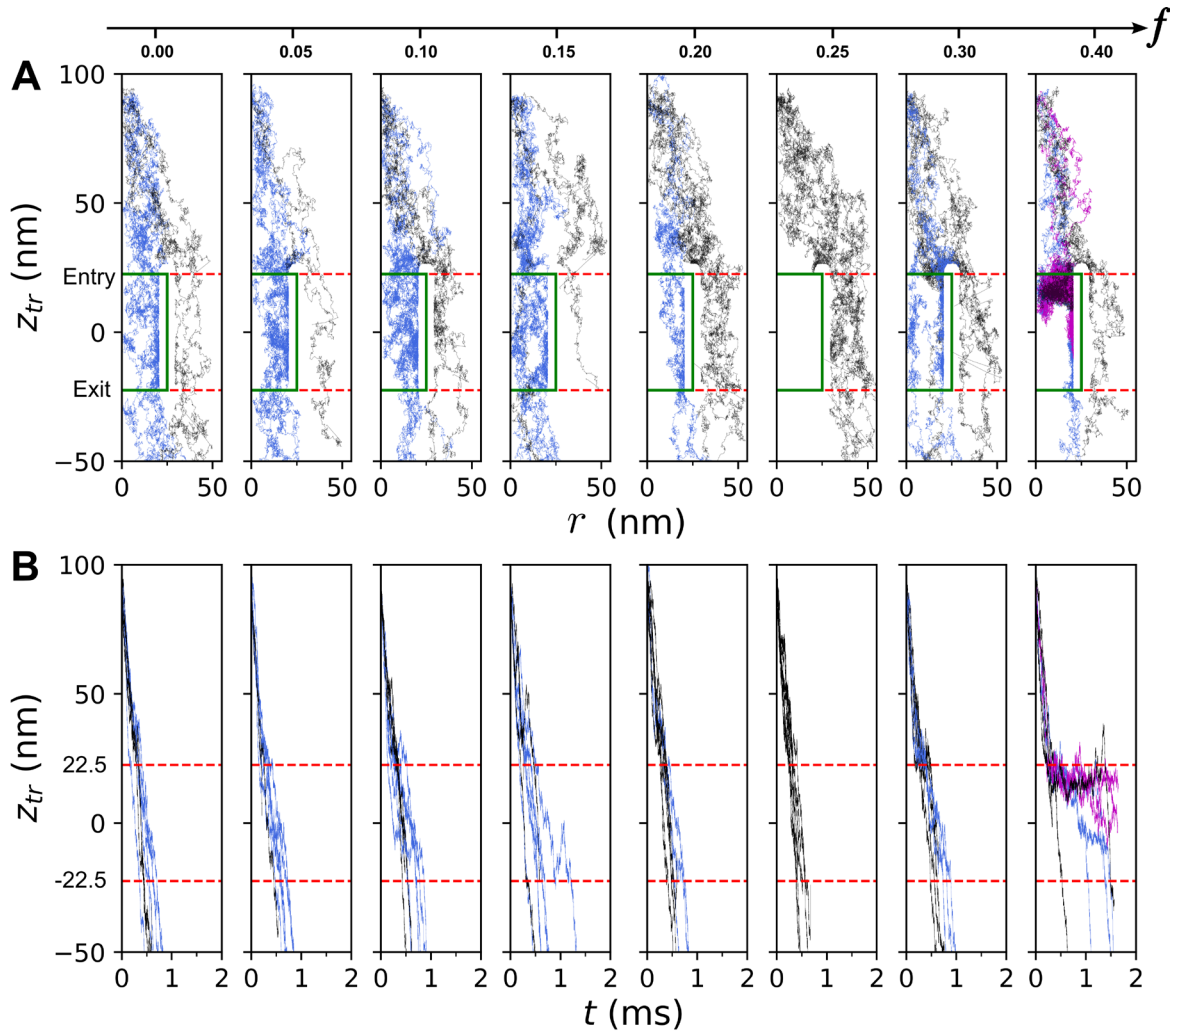 f
0.00 0.05 0.10 0.15 0.20 0.25 0.30 0.40
A
100
50
Entry
0
Exit
−50
z_tr (nm)
0 50 0 50 0 50 0 50 0 50 0 50 0 50 0 50
r (nm)
B
100
50
22.5
0
-22.5
−50
z_tr (nm)
0 1 2 0 1 2 0 1 2 0 1 2 0 1 2 0 1 2 0 1 2 0 1 2
t (ms)